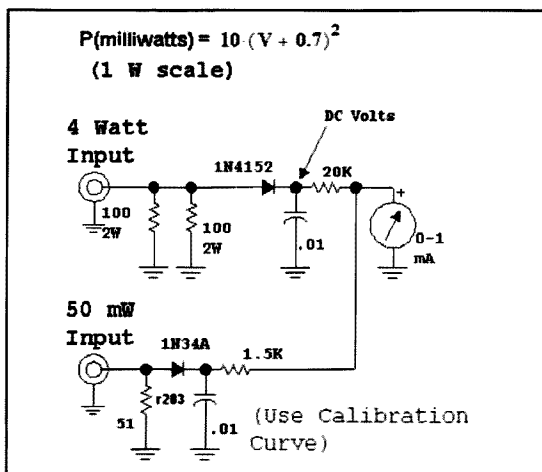 P(milliwatts) = 10·(V + 0.7)²
(1 W scale)
4 Watt
Input
DC Volts
1N4152
20K
+
100
2W
100
2W
.01
0-1
mA
50 mW
Input
1N34A
1.5K
r203
51
.01
(Use Calibration
Curve)